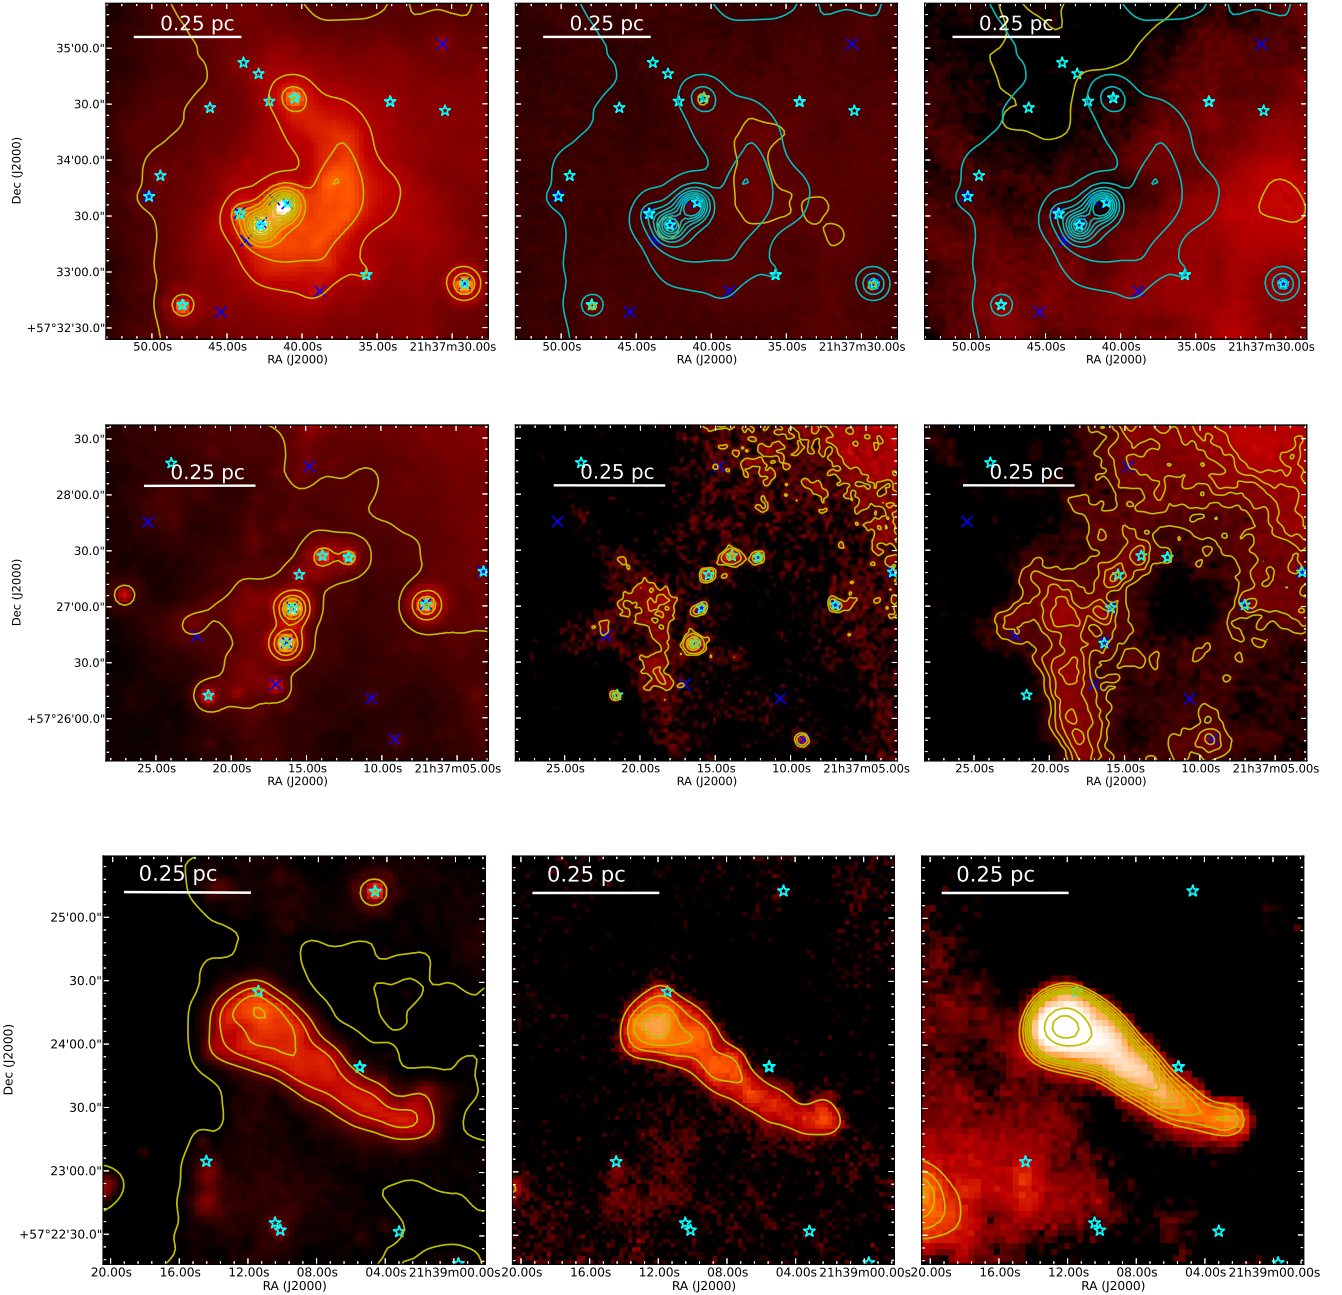 0.25 pc 0.25 pc 0.25 pc
35'00.0"
30.0"
34'00.0"
Dec (J2000)
30.0"
33'00.0"
+57°32'30.0"
50.00s 45.00s 40.00s 35.00s 21h37m30.00s 50.00s 45.00s 40.00s 35.00s 21h37m30.00s 50.00s 45.00s 40.00s 35.00s 21h37m30.00s
RA (J2000) RA (J2000) RA (J2000)
30.0"
0.25 pc 0.25 pc 0.25 pc
28'00.0"
30.0"
Dec (J2000)
27'00.0"
30.0"
+57°26'00.0"
25.00s 20.00s 15.00s 10.00s 21h37m05.00s 25.00s 20.00s 15.00s 10.00s 21h37m05.00s 25.00s 20.00s 15.00s 10.00s 21h37m05.00s
RA (J2000) RA (J2000) RA (J2000)
0.25 pc 0.25 pc 0.25 pc
25'00.0"
30.0"
24'00.0"
Dec (J2000)
30.0"
23'00.0"
+57°22'30.0"
20.00s 16.00s 12.00s 08.00s 04.00s 21h39m00.00s 20.00s 16.00s 12.00s 08.00s 04.00s 21h39m00.00s 20.00s 16.00s 12.00s 08.00s 04.00s 21h39m00.00s
RA (J2000) RA (J2000) RA (J2000)